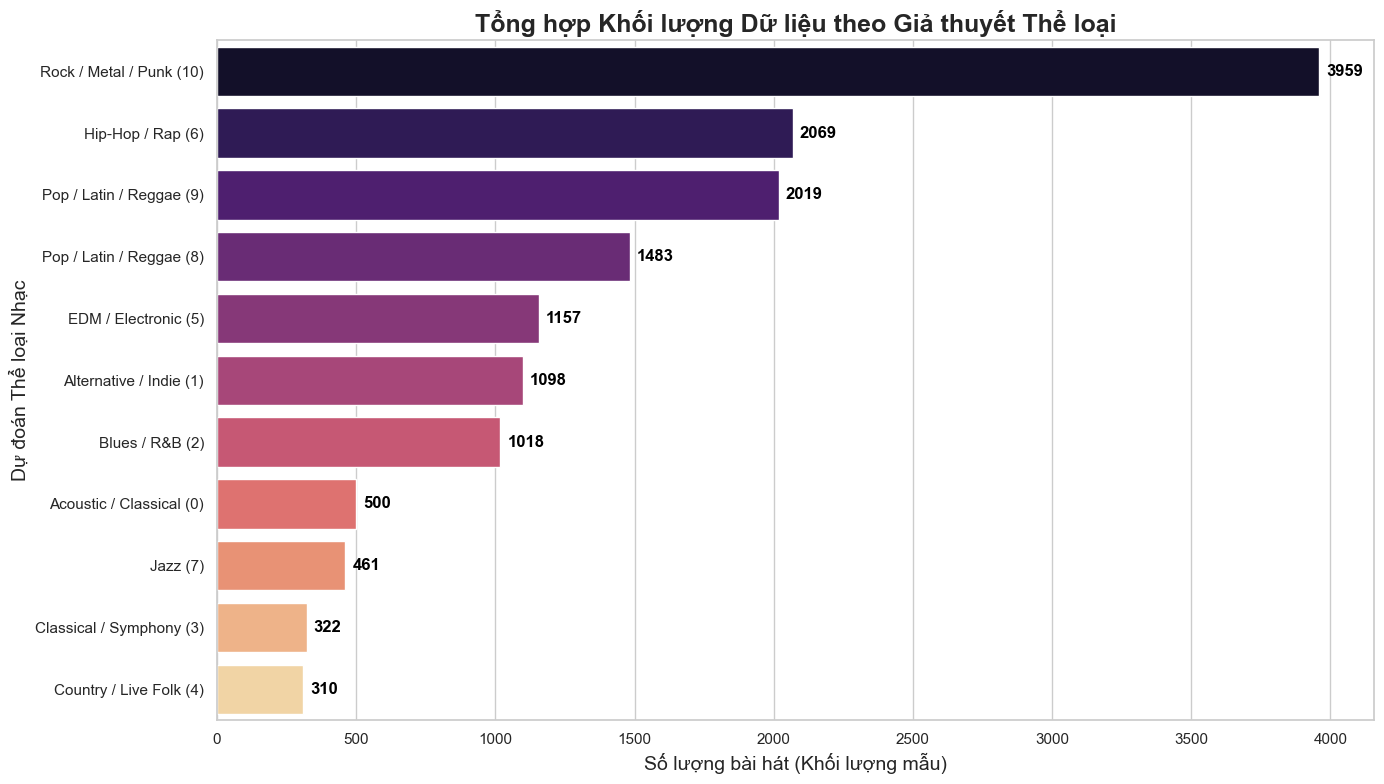 Tổng hợp Khối lượng Dữ liệu theo Giả thuyết Thể loại
Dự đoán Thể loại Nhạc
Rock / Metal / Punk (10) 3959
Hip-Hop / Rap (6) 2069
Pop / Latin / Reggae (9) 2019
Pop / Latin / Reggae (8) 1483
EDM / Electronic (5) 1157
Alternative / Indie (1) 1098
Blues / R&B (2) 1018
Acoustic / Classical (0) 500
Jazz (7) 461
Classical / Symphony (3) 322
Country / Live Folk (4) 310
0 500 1000 1500 2000 2500 3000 3500 4000
Số lượng bài hát (Khối lượng mẫu)